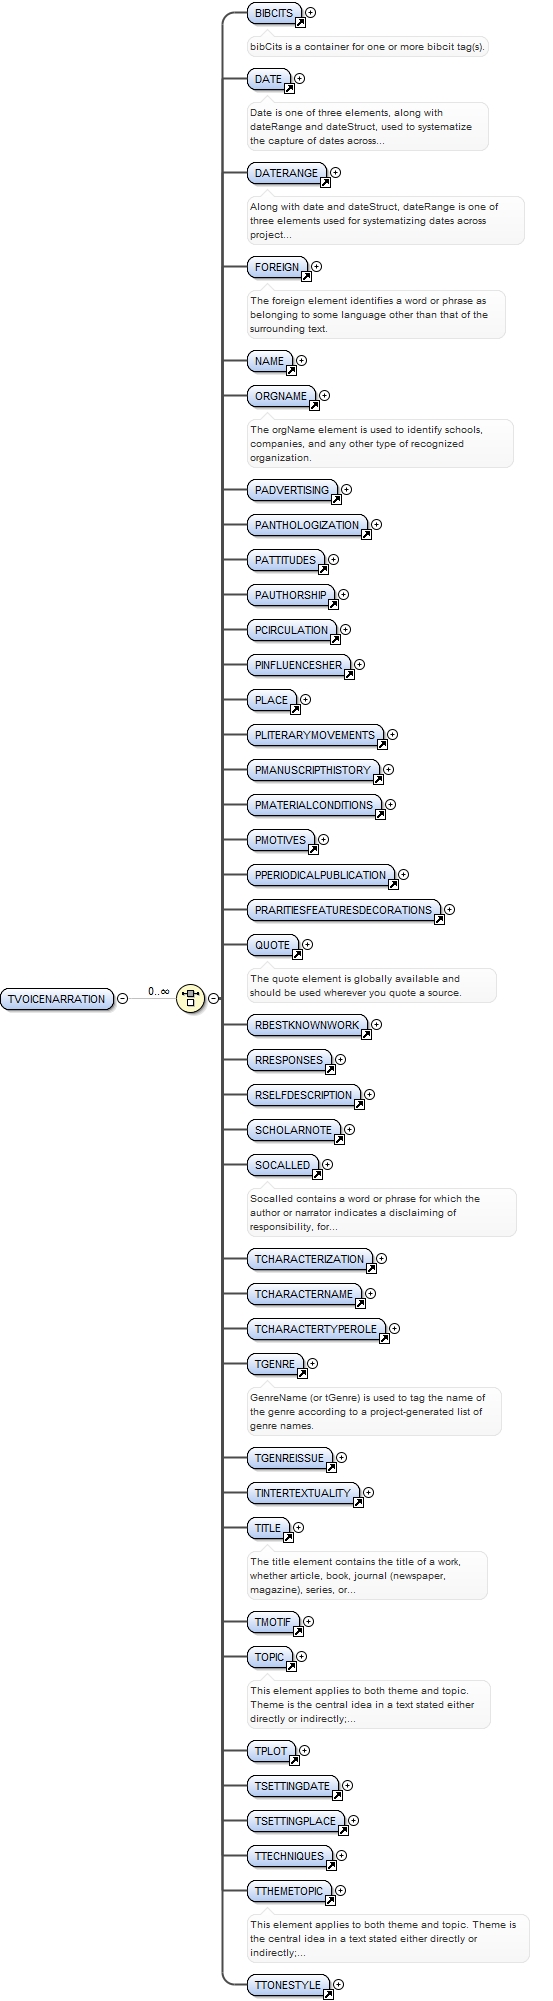 BIBCITS
bibCits is a container for one or more bibcit tag(s).
DATE
Date is one of three elements, along with
dateRange and dateStruct, used to systematize
the capture of dates across...
DATERANGE
Along with date and dateStruct, dateRange is one of
three elements used for systematizing dates across
project...
FOREIGN
The foreign element identifies a word or phrase as
belonging to some language other than that of the
surrounding text.
NAME
ORGNAME
The orgName element is used to identify schools,
companies, and any other type of recognized
organization.
PADVERTISING
PANTHOLOGIZATION
PATTITUDES
PAUTHORSHIP
PCIRCULATION
PINFLUENCESHER
PLACE
PLITERARYMOVEMENTS
PMANUSCRIPTHISTORY
PMATERIALCONDITIONS
PMOTIVES
PPERIODICALPUBLICATION
PRARITIESFEATURESDECORATIONS
QUOTE
The quote element is globally available and
should be used wherever you quote a source.
TVOICENARRATION
0..∞
RBESTKNOWNWORK
RRESPONSES
RSELFDESCRIPTION
SCHOLARNOTE
SOCALLED
Socalled contains a word or phrase for which the
author or narrator indicates a disclaiming of
responsibility, for...
TCHARACTERIZATION
TCHARACTERNAME
TCHARACTERTYPEROLE
TGENRE
GenreName (or tGenre) is used to tag the name of
the genre according to a project-generated list of
genre names.
TGENREISSUE
TINTERTEXTUALITY
TITLE
The title element contains the title of a work,
whether article, book, journal (newspaper,
magazine), series, or...
TMOTIF
TOPIC
This element applies to both theme and topic.
Theme is the central idea in a text stated either
directly or indirectly;...
TPLOT
TSETTINGDATE
TSETTINGPLACE
TTECHNIQUES
TTHEMETOPIC
This element applies to both theme and topic. Theme is
the central idea in a text stated either directly or
indirectly;...
TTONESTYLE